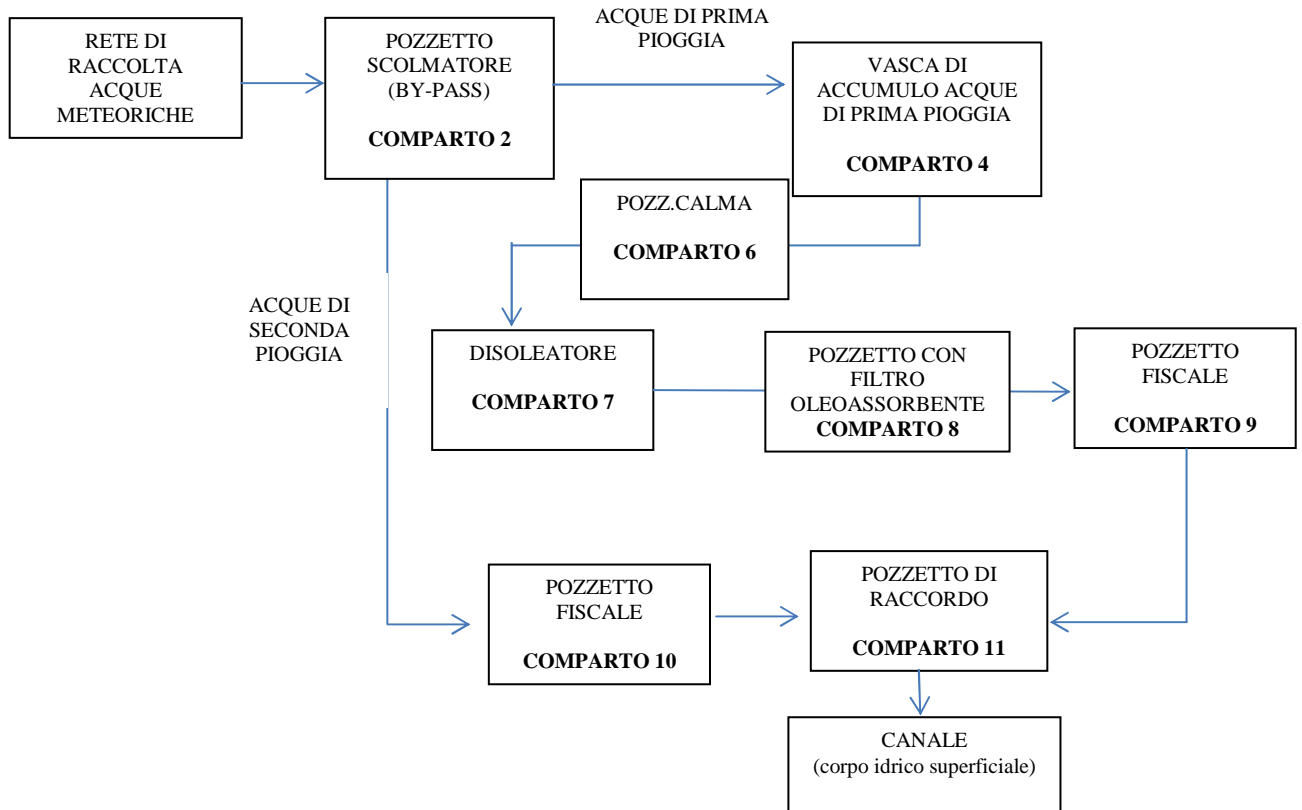 RETE DI
RACCOLTA
ACQUE
METEORICHE
POZZETTO
SCOLMATORE
(BY-PASS)
COMPARTO 2
ACQUE DI PRIMA
PIOGGIA
VASCA DI
ACCUMULO ACQUE
DI PRIMA PIOGGIA
COMPARTO 4
POZZ.CALMA
COMPARTO 6
ACQUE DI
SECONDA
PIOGGIA
DISOLEATORE
COMPARTO 7
POZZETTO CON
FILTRO
OLEOASSORBENTE
COMPARTO 8
POZZETTO
FISCALE
COMPARTO 9
POZZETTO
FISCALE
COMPARTO 10
POZZETTO DI
RACCORDO
COMPARTO 11
CANALE
(corpo idrico superficiale)